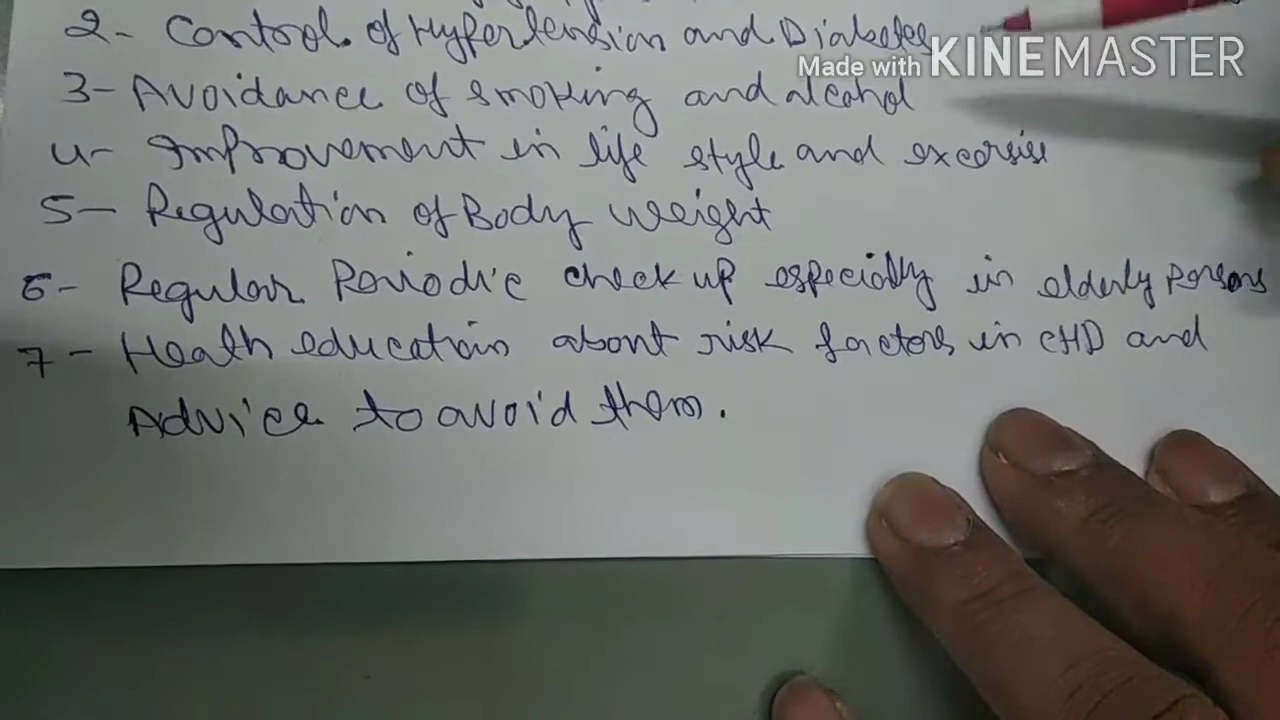 2- Control of Hypertension and Diabetes
Made with KINEMASTER
3- Avoidance of smoking and alcohol
4- Improvement in life style and excersise
5- Regulation of Body weight
6- Regular Periodic check up especially in elderly persons
7- Heath education about risk factors in CHD and
Advice to avoid them.